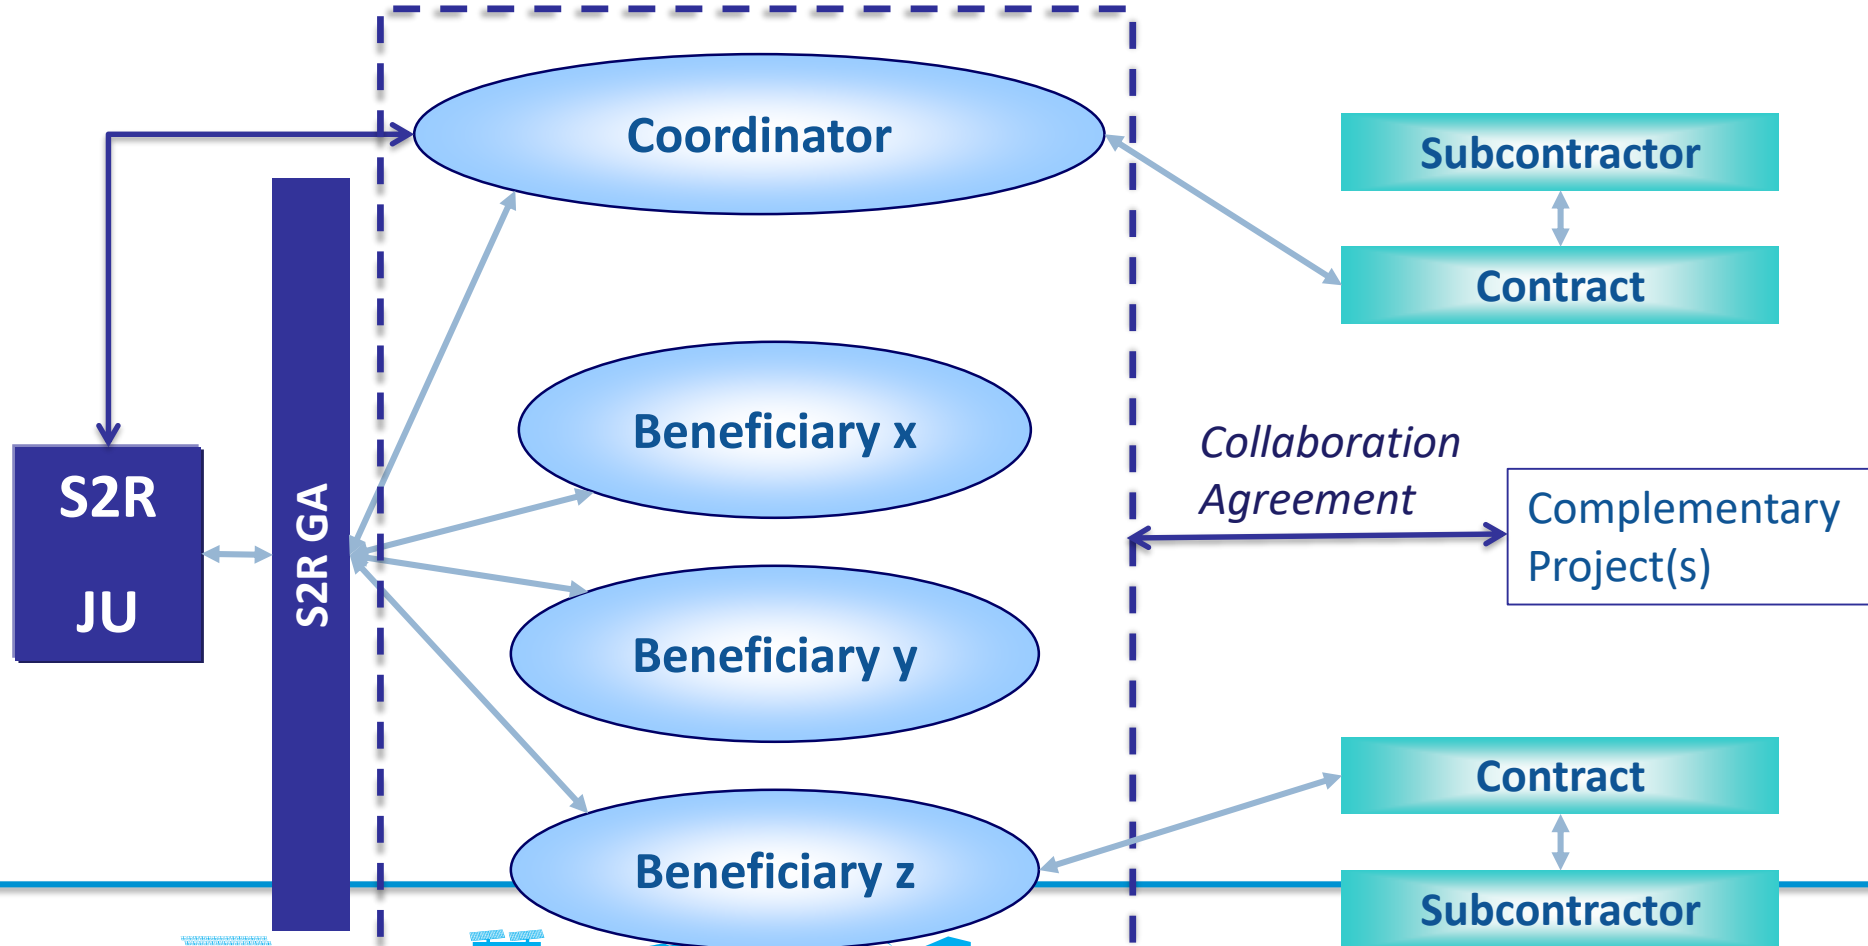 Coordinator
Subcontractor
Contract
Beneficiary x
Collaboration
Agreement
S2R
JU
S2R GA
Complementary
Project(s)
Beneficiary y
Contract
Beneficiary z
Subcontractor